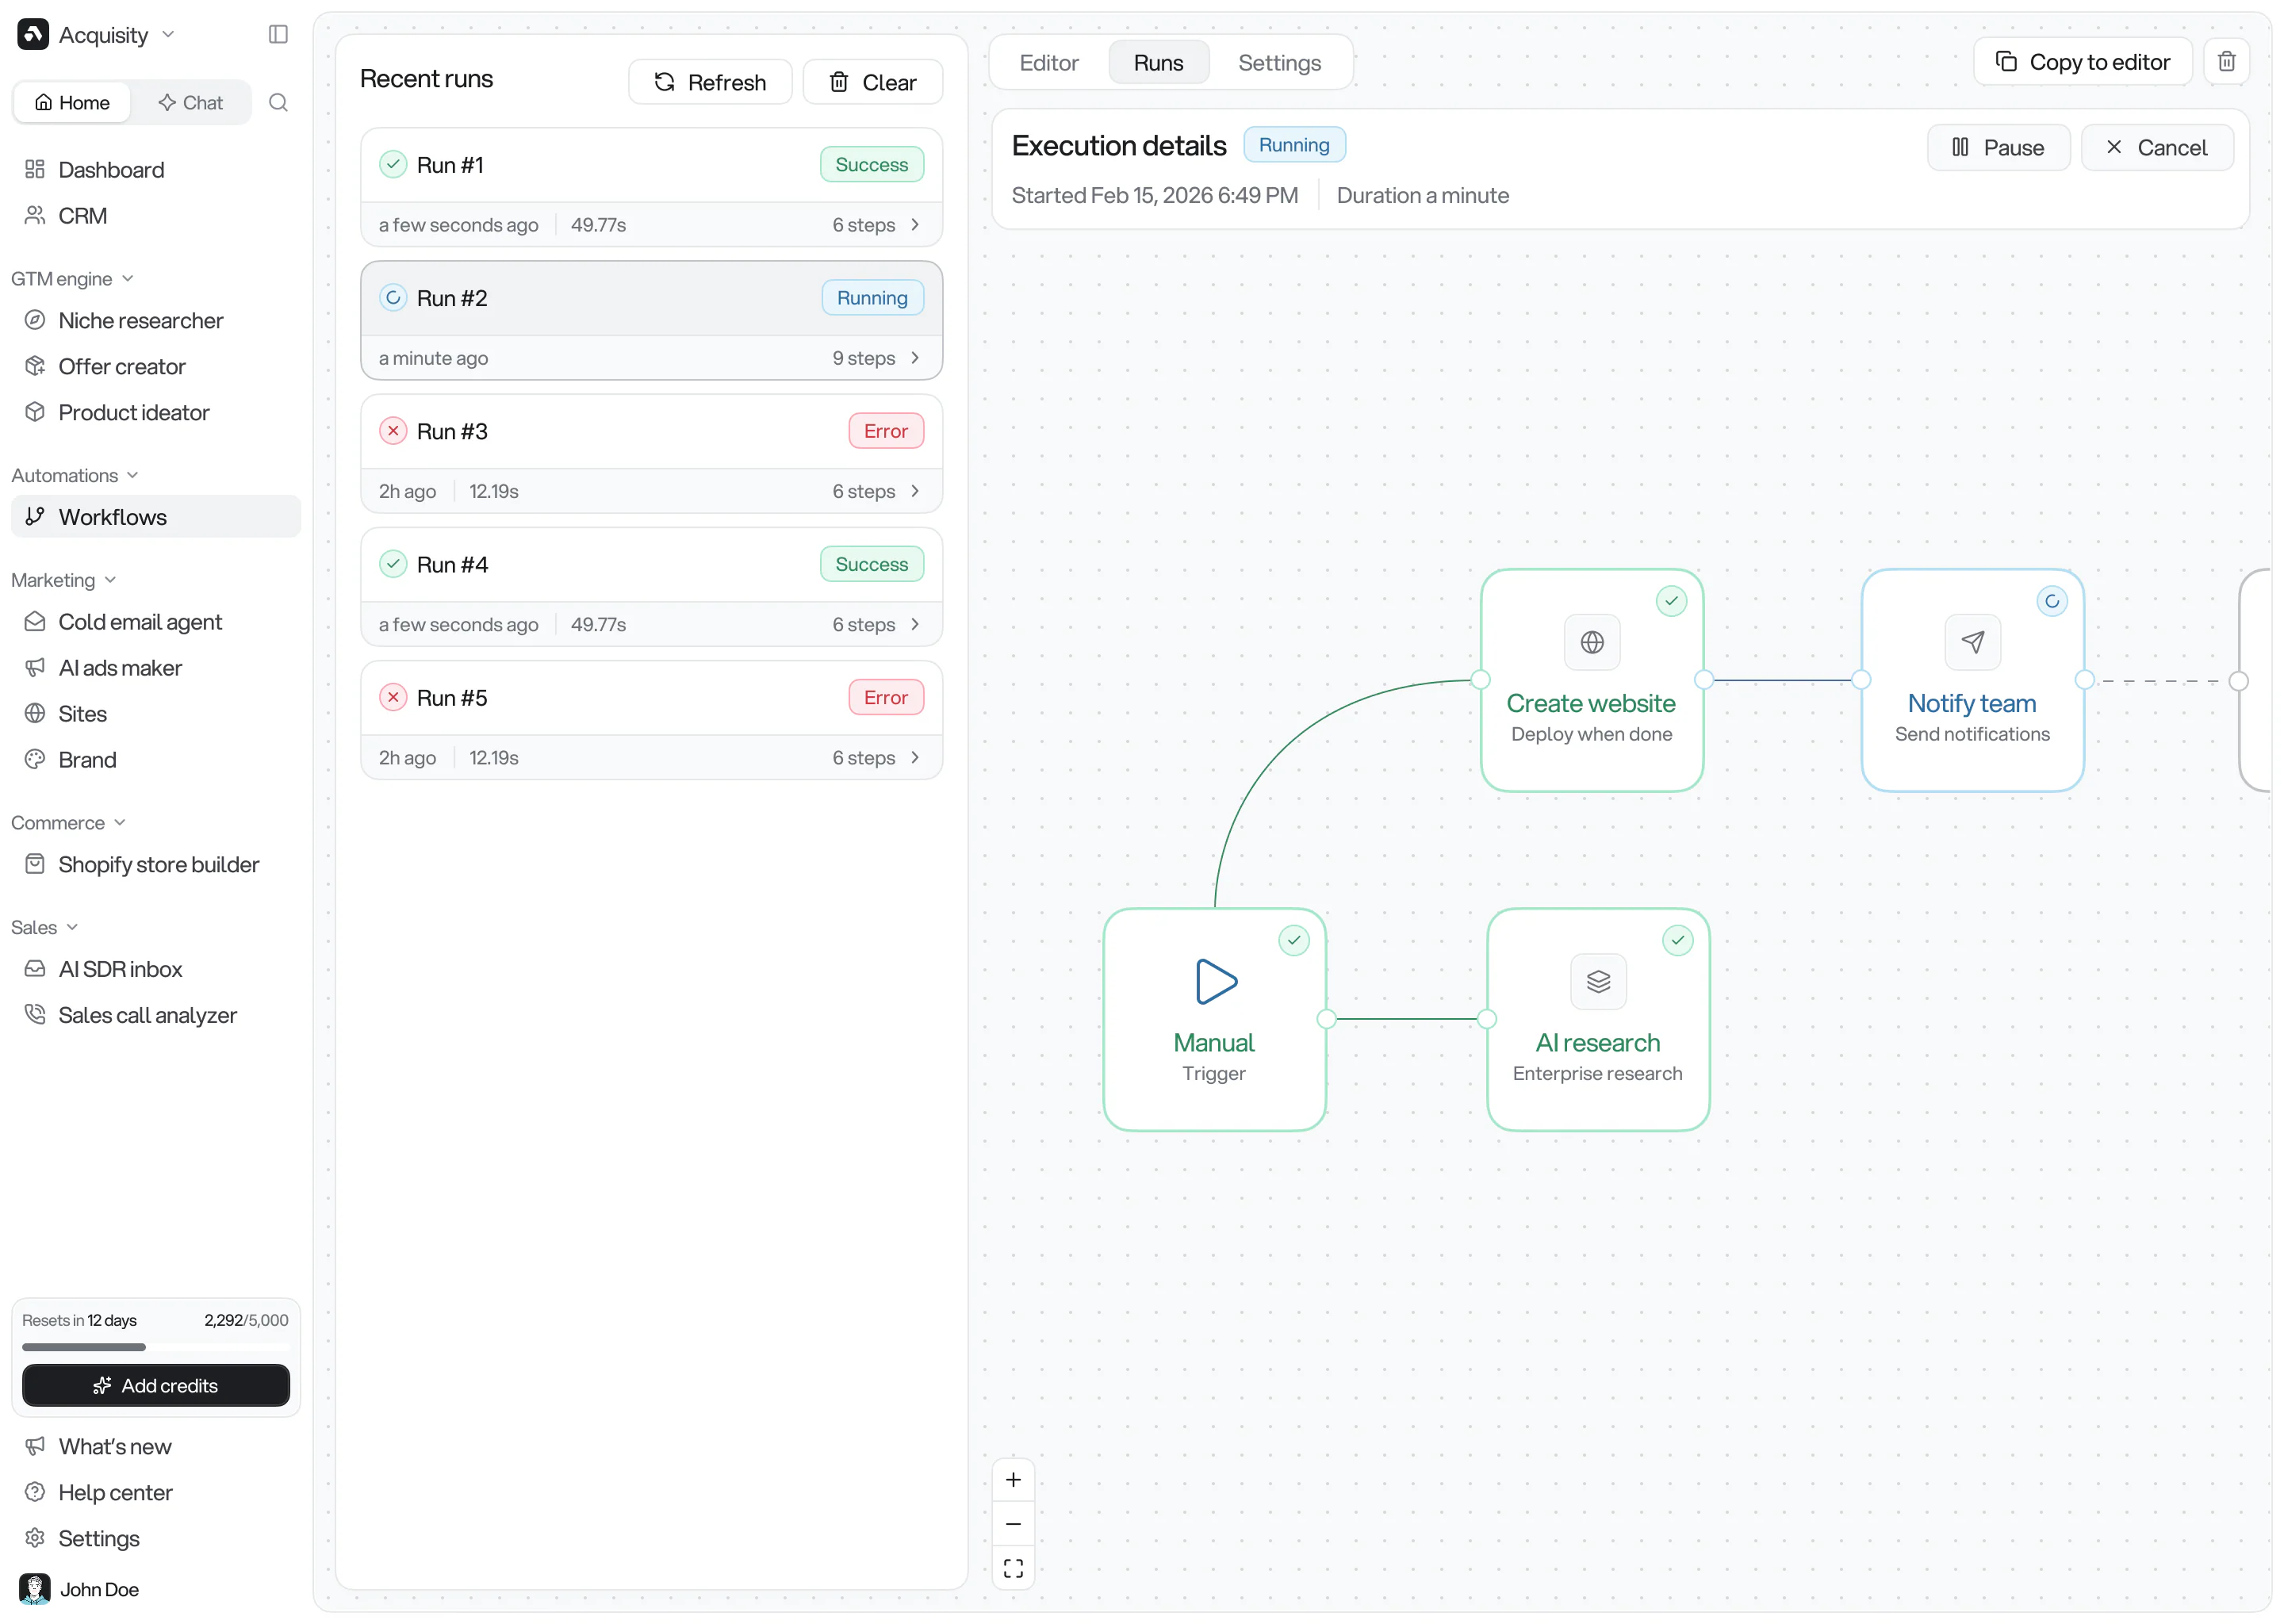 Acquisity
Home
Chat
Dashboard
CRM
GTM engine
Niche researcher
Offer creator
Product ideator
Automations
Workflows
Marketing
Cold email agent
AI ads maker
Sites
Brand
Commerce
Shopify store builder
Sales
AI SDR inbox
Sales call analyzer
Resets in 12 days 2,292/5,000
Add credits
What's new
Help center
Settings
John Doe
Recent runs
Refresh
Clear
Run #1 Success
a few seconds ago 49.77s 6 steps
Run #2 Running
a minute ago 9 steps
Run #3 Error
2h ago 12.19s 6 steps
Run #4 Success
a few seconds ago 49.77s 6 steps
Run #5 Error
2h ago 12.19s 6 steps
Editor Runs Settings
Copy to editor
Execution details Running
Pause Cancel
Started Feb 15, 2026 6:49 PM Duration a minute
Create website
Deploy when done
Notify team
Send notifications
Manual
Trigger
AI research
Enterprise research